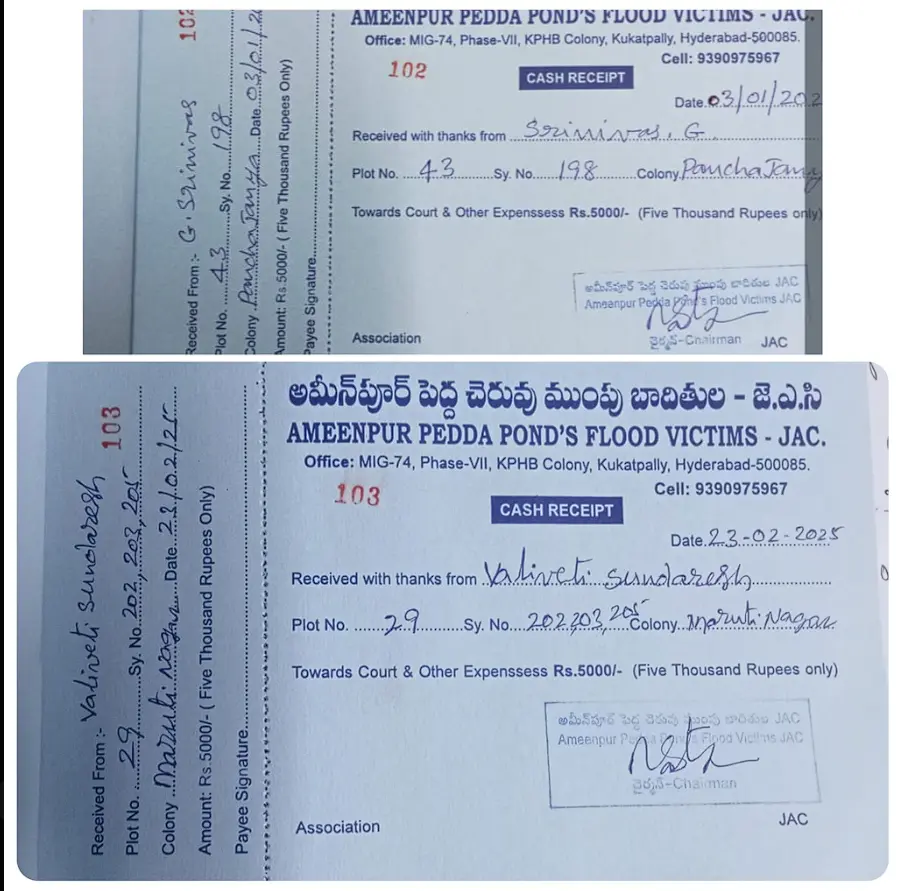 102
Received From :- G. Srinivas
Plot No. 43 Sy. No. 198
Colony PanchaJanya Date 03/01/2
Amount: Rs.5000/- ( Five Thousand Rupees Only)
Payee Signature
AMEENPUR PEDDA POND'S FLOOD VICTIMS - JAC.
Office: MIG-74, Phase-VII, KPHB Colony, Kukatpally, Hyderabad-500085.
Cell: 9390975967
102
CASH RECEIPT
Date. 03/01/202
Received with thanks from Srinivas. G
Plot No. 43 Sy. No. 198 Colony PanchaJany
Towards Court & Other Expensess Rs.5000/- (Five Thousand Rupees only)
అమీన్‌పూర్ పెద్ద చెరువు ముంపు బాదితుల JAC
Ameenpur Pedda Pond's Flood Victims JAC
చైర్మన్-Chairman
Association JAC
103
Received From :- Valiveti Sundaresh
Plot No. 29 Sy. No. 202, 203, 205
Colony Maruti Nagar Date 23/02/25
Amount: Rs.5000/- ( Five Thousand Rupees Only)
Payee Signature
అమీన్‌పూర్ పెద్ద చెరువు ముంపు బాదితుల - జె.ఎ.సి
AMEENPUR PEDDA POND'S FLOOD VICTIMS - JAC.
Office: MIG-74, Phase-VII, KPHB Colony, Kukatpally, Hyderabad-500085.
Cell: 9390975967
103
CASH RECEIPT
Date. 23-02-2025
Received with thanks from Valiveti Sundaresh
Plot No. 29 Sy. No. 202,203,205 Colony Maruti Nagar
Towards Court & Other Expensess Rs.5000/- (Five Thousand Rupees only)
అమీన్‌పూర్ పెద్ద చెరువు ముంపు బాదితుల JAC
Ameenpur Pedda Pond's Flood Victims JAC
చైర్మన్-Chairman
Association JAC